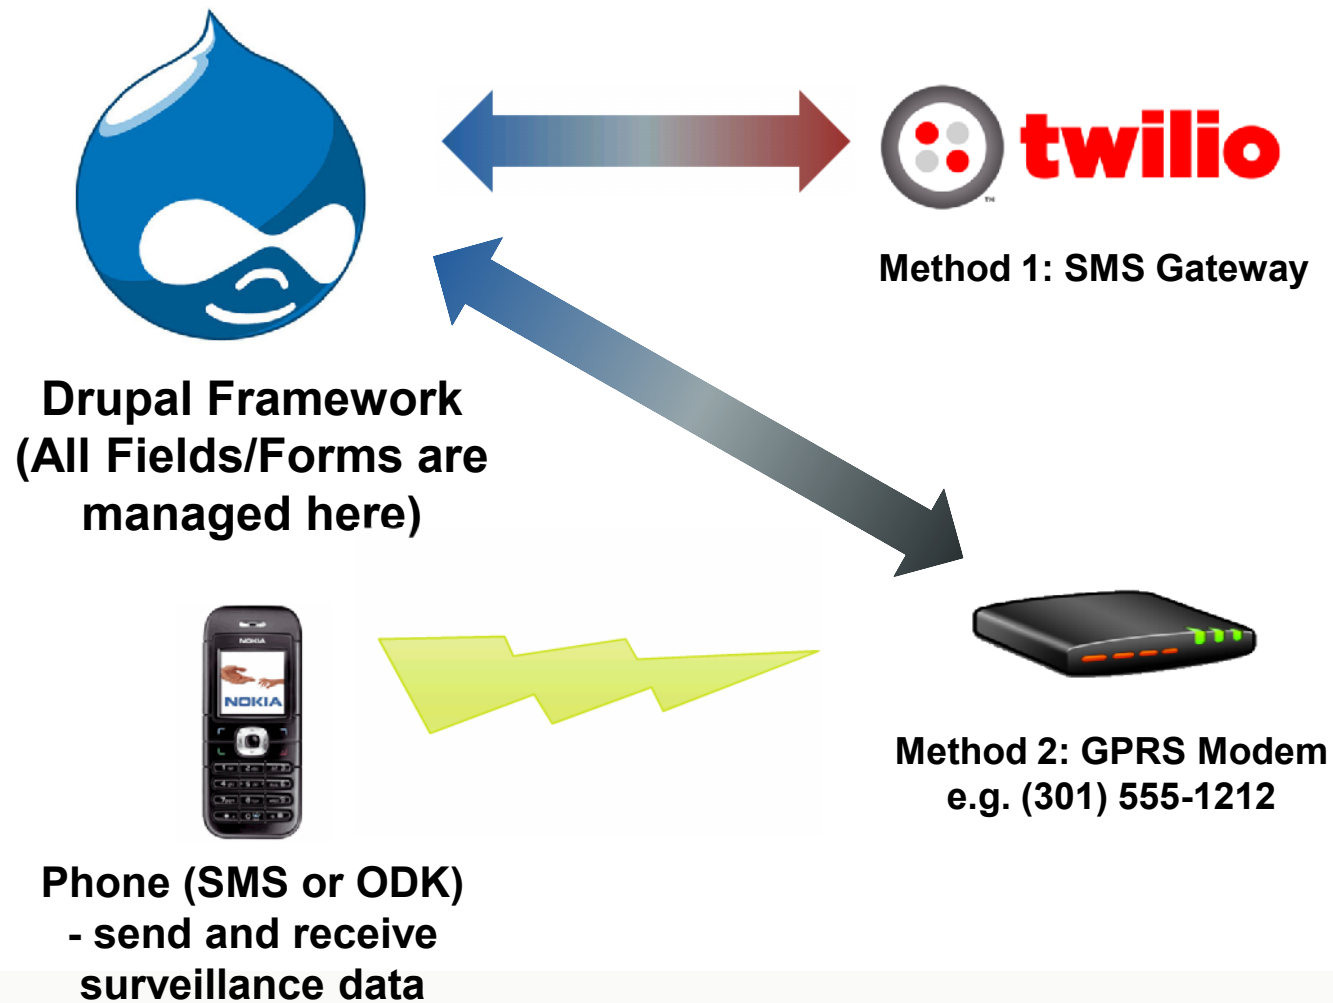 twilio
TM
Method 1: SMS Gateway
Drupal Framework
(All Fields/Forms are
managed here)
NOKIA
NOKIA
Method 2: GPRS Modem
e.g. (301) 555-1212
Phone (SMS or ODK)
- send and receive
surveillance data